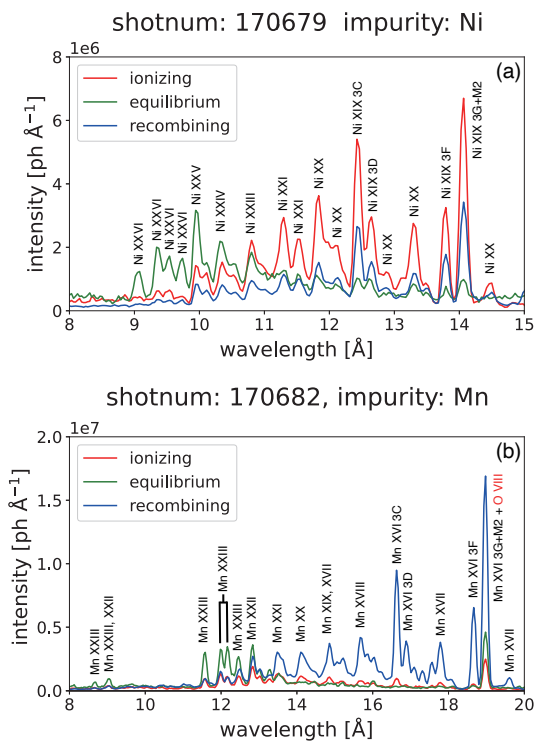 shotnum: 170679 impurity: Ni
1e6
(a)
ionizing
equilibrium
recombining
Ni XXVI
Ni XXVI
Ni XXVI
Ni XXVI
Ni XXV
Ni XXIV
Ni XXIII
Ni XXI
Ni XXI
Ni XX
Ni XX
Ni XIX 3C
Ni XIX 3D
Ni XX
Ni XX
Ni XIX 3F
Ni XIX 3G+M2
Ni XX
intensity [ph Å⁻¹]
8
6
4
2
0
8 9 10 11 12 13 14 15
wavelength [Å]
shotnum: 170682, impurity: Mn
1e7
(b)
ionizing
equilibrium
recombining
Mn XXIII
Mn XXIII, XXII
Mn XXIII
Mn XXIII
Mn XXIII
Mn XXII
Mn XXI
Mn XX
Mn XIX, XVII
Mn XVIII
Mn XVI 3C
Mn XVI 3D
Mn XVII
Mn XVI 3F
Mn XVI 3G+M2 + O VIII
Mn XVII
intensity [ph Å⁻¹]
2.0
1.5
1.0
0.5
0.0
8 9 10 11 12 13 14 15 16 17 18 19 20
wavelength [Å]